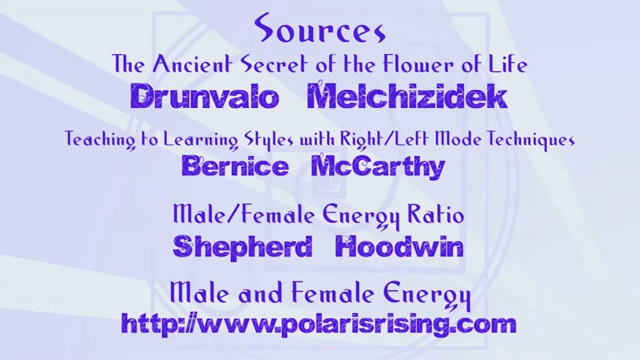 Sources
The Ancient Secret of the Flower of Life
Drunvalo Melchizidek
Teaching to Learning Styles with Right/Left Mode Techniques
Bernice McCarthy
Male/Female Energy Ratio
Shepherd Hoodwin
Male and Female Energy
http://www.polarisrising.com